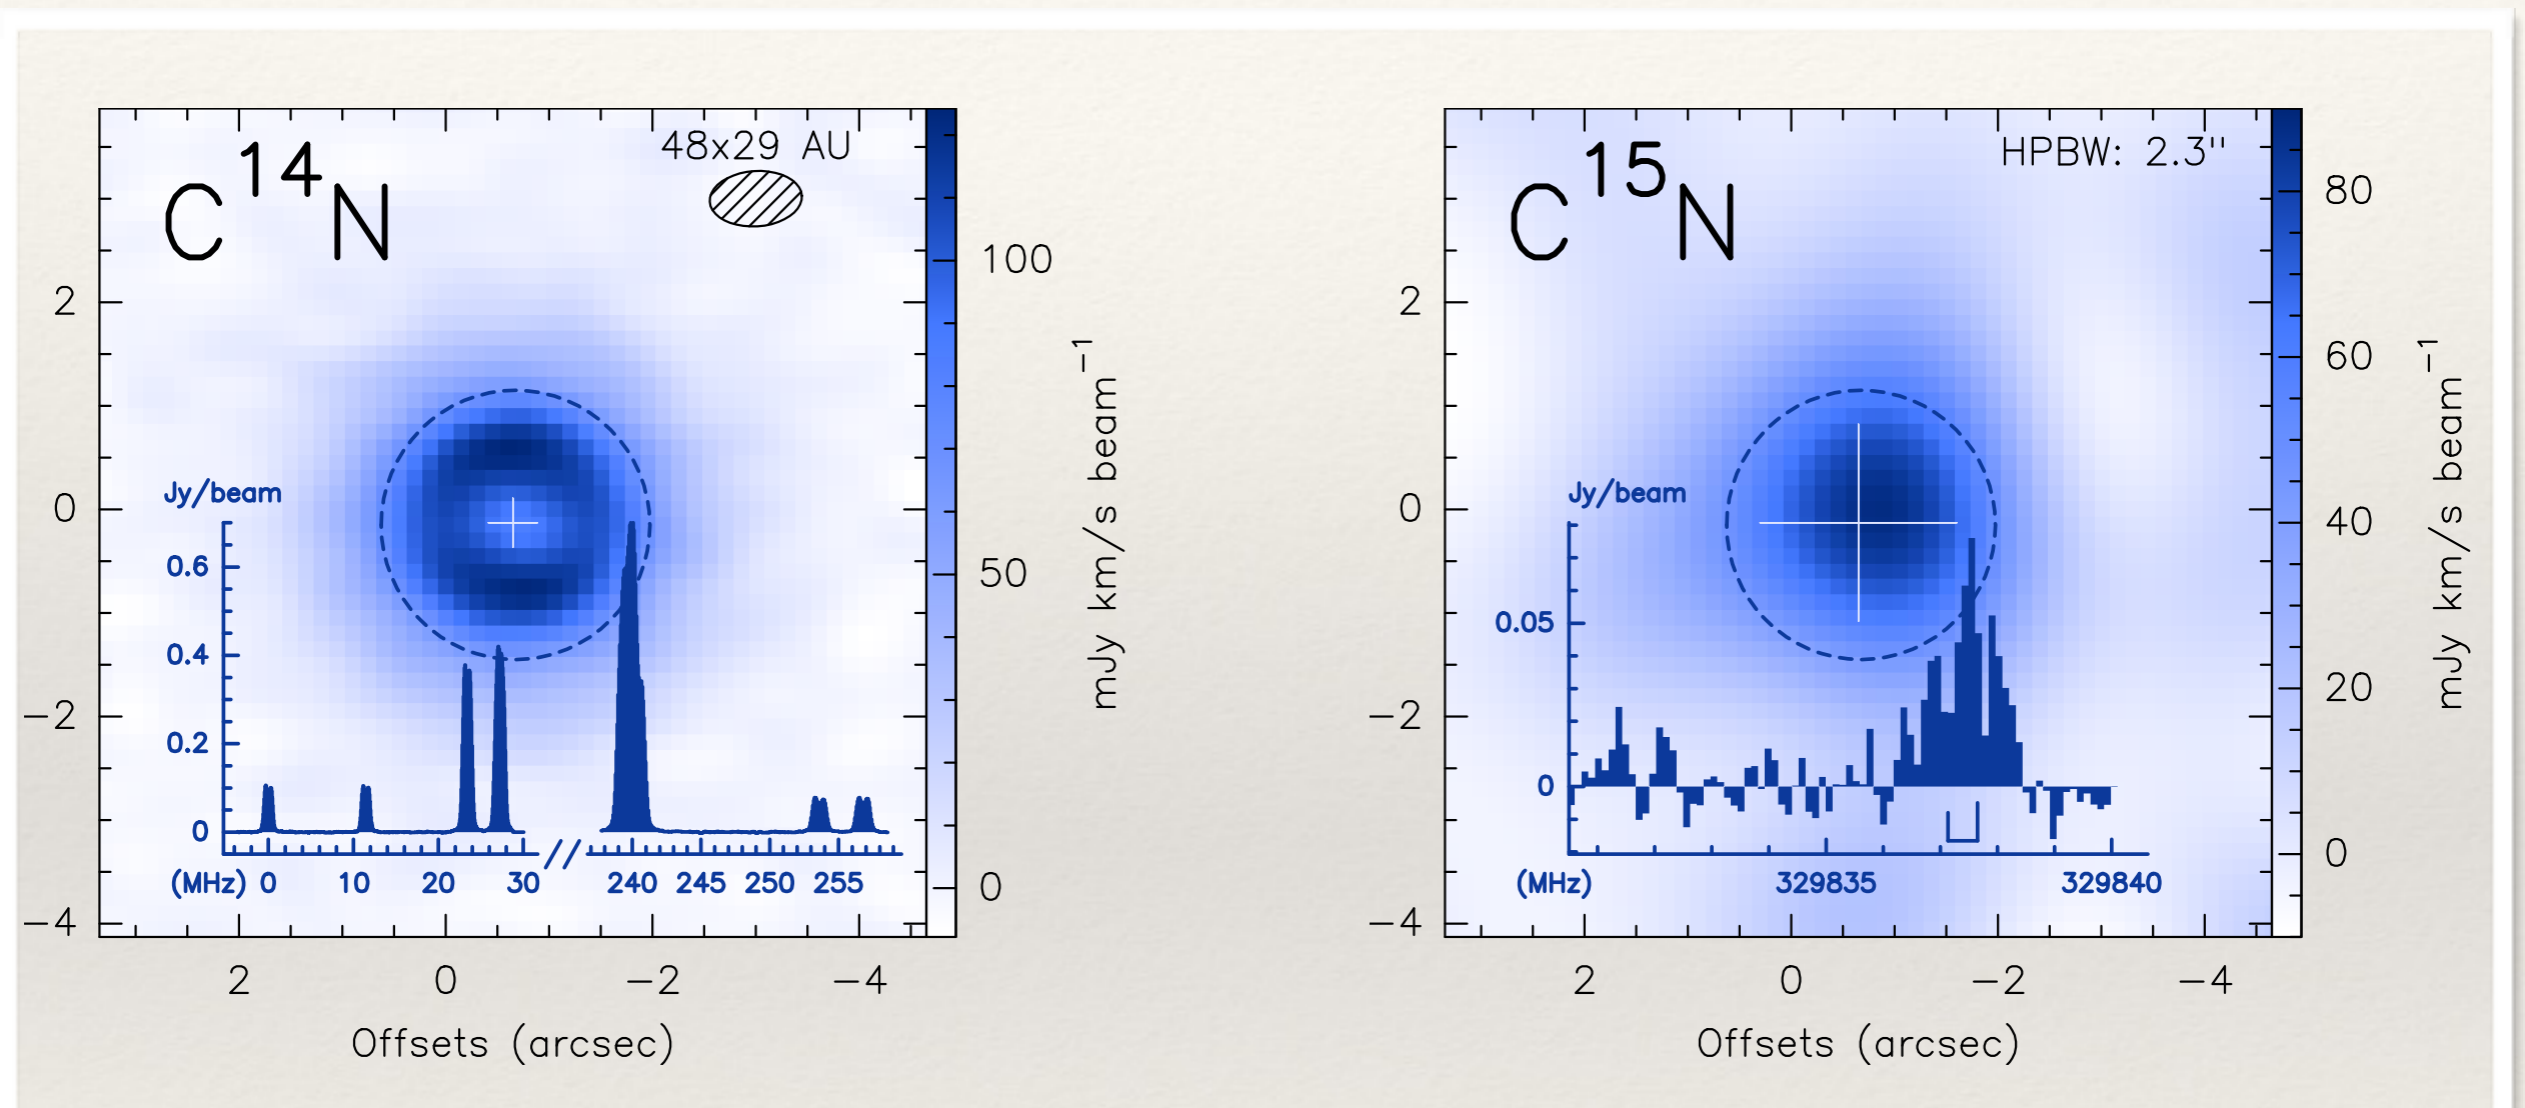 C¹⁴N
48x29 AU
Jy/beam
0.6
0.4
0.2
0
(MHz) 0 10 20 30 240 245 250 255
2
0
−2
−4
2 0 −2 −4
Offsets (arcsec)
100
50
0
mJy km/s beam⁻¹
C¹⁵N
HPBW: 2.3"
Jy/beam
0.05
0
(MHz) 329835 329840
2
0
−2
−4
2 0 −2 −4
Offsets (arcsec)
80
60
40
20
0
mJy km/s beam⁻¹